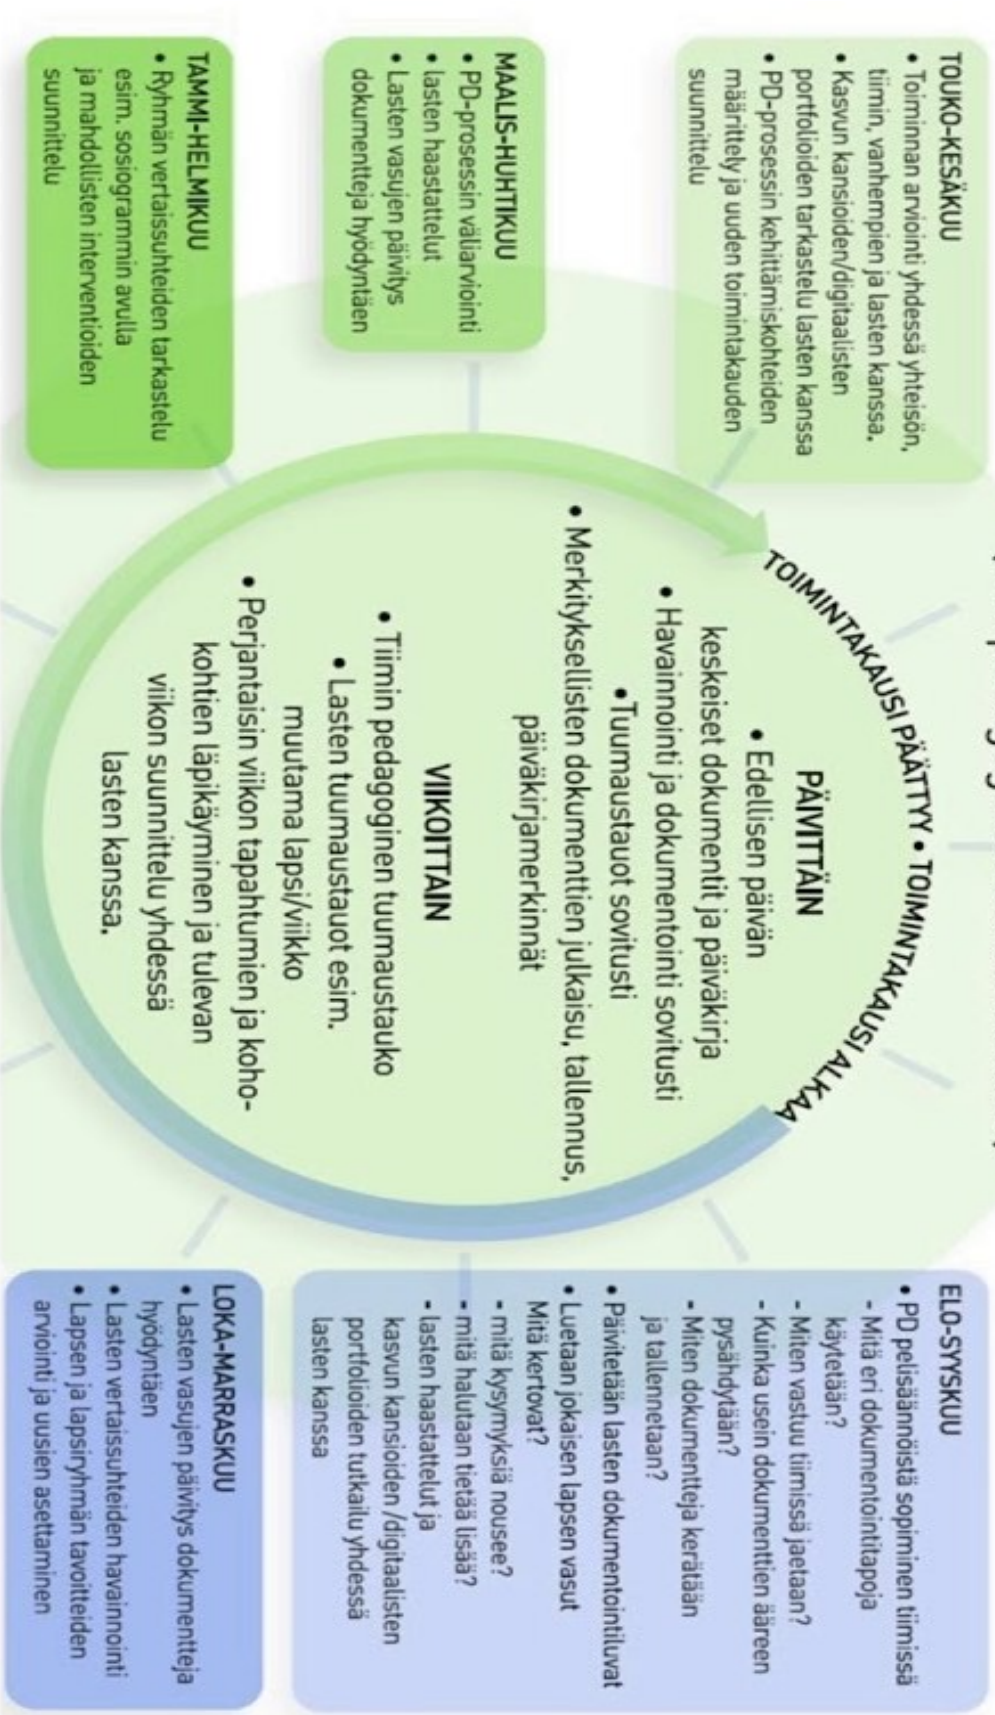 TOUKO-KESÄKUU
• Toiminnan arviointi yhdessä yhteisön,
tiimin, vanhempien ja lasten kanssa.
• Kasvun kansioiden/digitaalisten
portfolioiden tarkastelu lasten kanssa
• PD-prosessin kehittämiskohteiden
määrittely ja uuden toimintakauden
suunnittelu
MAALIS-HUHTIKUU
• PD-prosessin väliarviointi
• lasten haastattelut
• Lasten vasujen päivitys
dokumentteja hyödyntäen
TAMMI-HELMIKUU
• Ryhmän vertaissuhteiden tarkastelu
esim. sosiogrammin avulla
ja mahdollisten interventioiden
suunnittelu
TOIMINTAKAUSI PÄÄTTYY • TOIMINTAKAUSI ALKAA
PÄIVITTÄIN
• Edellisen päivän
keskeiset dokumentit ja päiväkirja
• Havainnointi ja dokumentointi sovitusti
•Tuumaustauot sovitusti
• Merkityksellisten dokumenttien julkaisu, tallennus,
päiväkirjamerkinnät
VIIKOITTAIN
• Tiimin pedagoginen tuumaustauko
• Lasten tuumaustauot esim.
muutama lapsi/viikko
• Perjantaisin viikon tapahtumien ja koho-
kohtien läpikäyminen ja tulevan
viikon suunnittelu yhdessä
lasten kanssa.
ELO-SYYSKUU
• PD pelisäännöistä sopiminen tiimissä
- Mitä eri dokumentointitapoja
käytetään?
- Miten vastuu tiimissä jaetaan?
- Kuinka usein dokumenttien ääreen
pysähdytään?
- Miten dokumentteja kerätään
ja tallennetaan?
• Päivitetään lasten dokumentointiluvat
• Luetaan jokaisen lapsen vasut
Mitä kertovat?
- mitä kysymyksiä nousee?
- mitä halutaan tietää lisää?
- lasten haastattelut ja
kasvun kansioiden /digitaalisten
portfolioiden tutkailu yhdessä
lasten kanssa
LOKA-MARRASKUU
• Lasten vasujen päivitys dokumentteja
hyödyntäen
• Lasten vertaissuhteiden havainnointi
• Lapsen ja lapsiryhmän tavoitteiden
arviointi ja uusien asettaminen